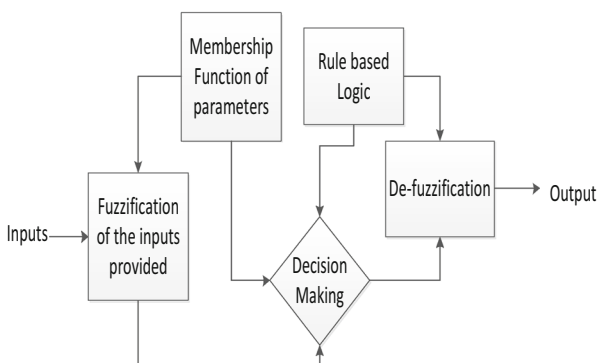 Membership
Function of
parameters
Rule based
Logic
Inputs
Fuzzification
of the inputs
provided
De-fuzzification
Output
Decision
Making